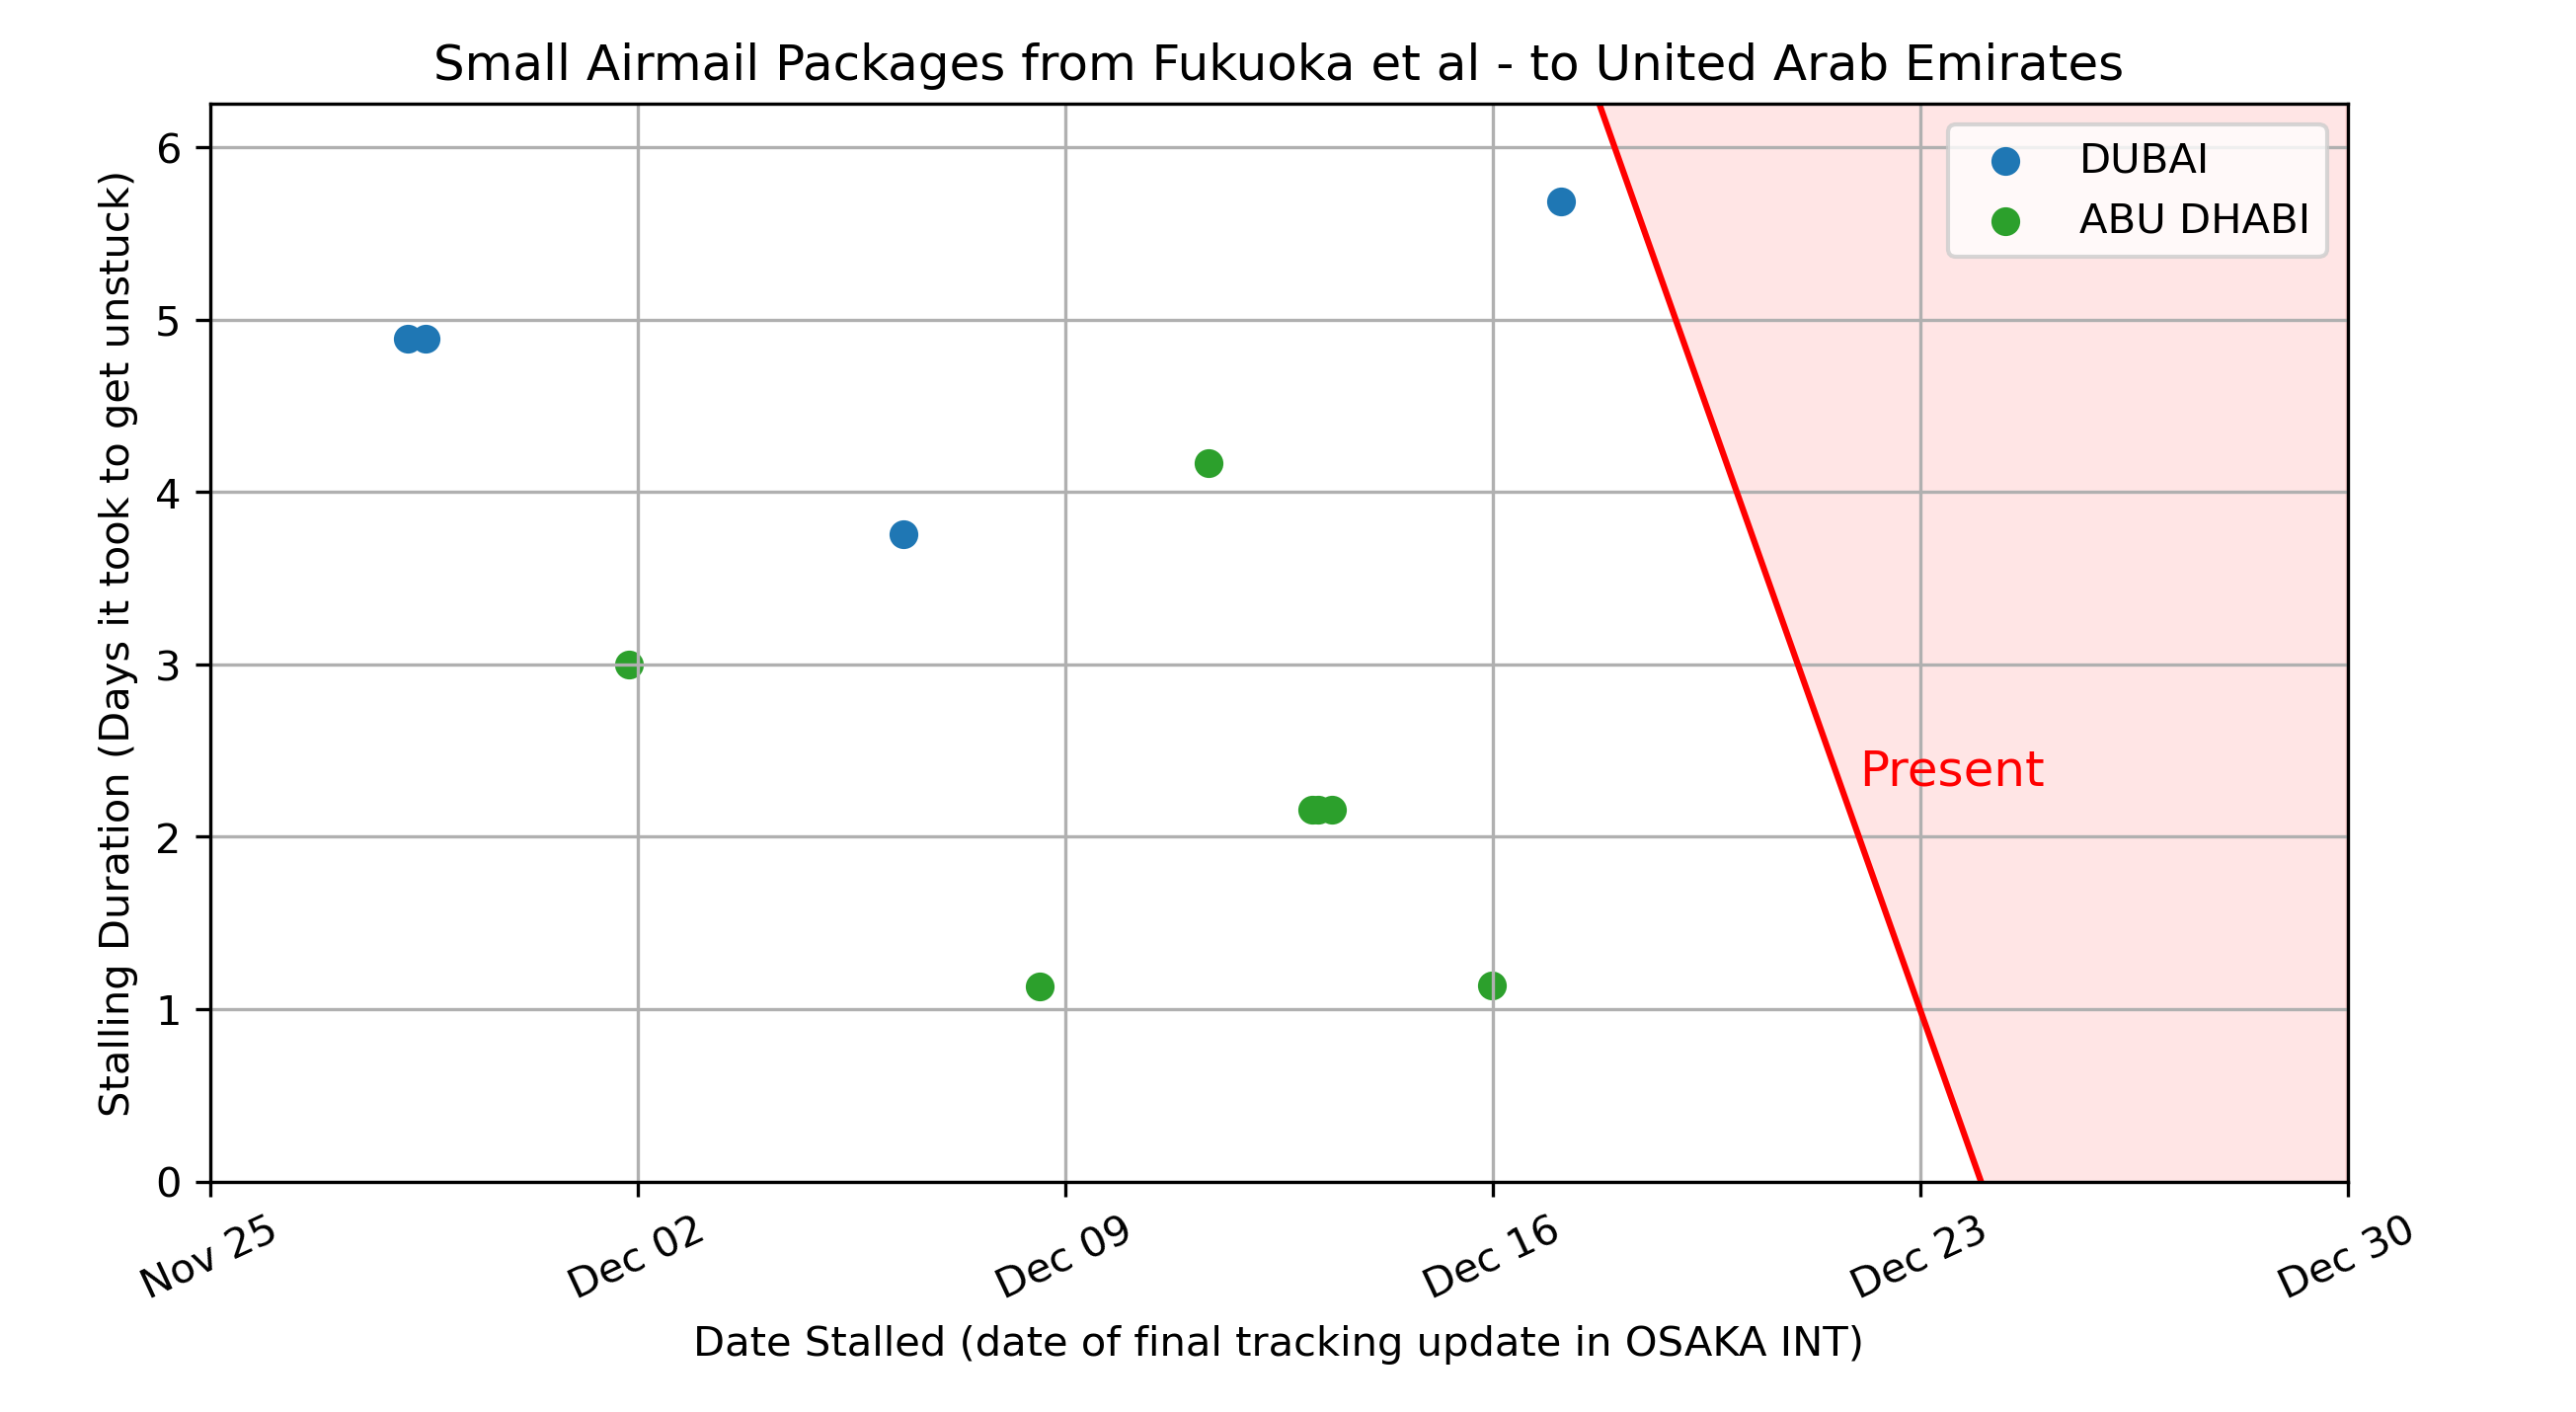 Small Airmail Packages from Fukuoka et al - to United Arab Emirates
Stalling Duration (Days it took to get unstuck)
6
5
4
3
2
1
0
DUBAI
ABU DHABI
Present
Nov 25
Dec 02
Dec 09
Dec 16
Dec 23
Dec 30
Date Stalled (date of final tracking update in OSAKA INT)